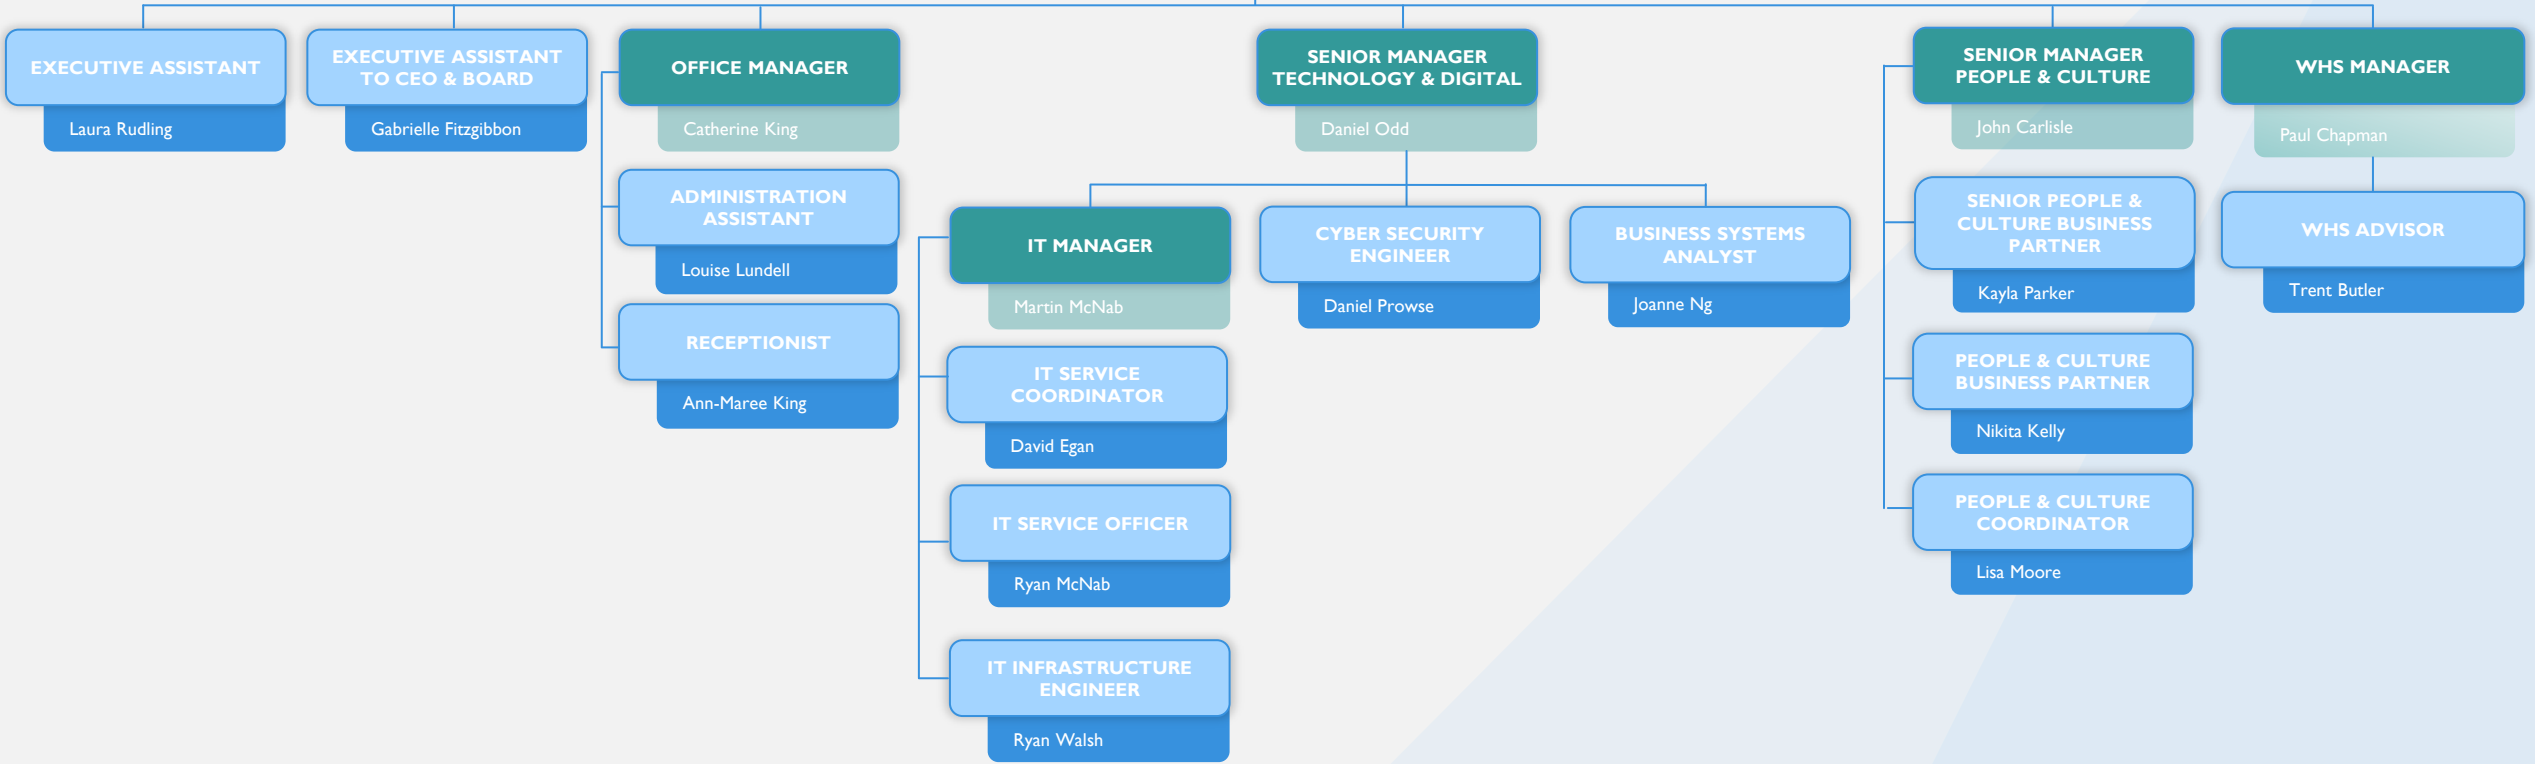 EXECUTIVE ASSISTANT
Laura Rudling
EXECUTIVE ASSISTANT
TO CEO & BOARD
Gabrielle Fitzgibbon
OFFICE MANAGER
Catherine King
ADMINISTRATION
ASSISTANT
Louise Lundell
RECEPTIONIST
Ann-Maree King
SENIOR MANAGER
TECHNOLOGY & DIGITAL
Daniel Odd
IT MANAGER
Martin McNab
IT SERVICE
COORDINATOR
David Egan
IT SERVICE OFFICER
Ryan McNab
IT INFRASTRUCTURE
ENGINEER
Ryan Walsh
CYBER SECURITY
ENGINEER
Daniel Prowse
BUSINESS SYSTEMS
ANALYST
Joanne Ng
SENIOR MANAGER
PEOPLE & CULTURE
John Carlisle
SENIOR PEOPLE &
CULTURE BUSINESS
PARTNER
Kayla Parker
PEOPLE & CULTURE
BUSINESS PARTNER
Nikita Kelly
PEOPLE & CULTURE
COORDINATOR
Lisa Moore
WHS MANAGER
Paul Chapman
WHS ADVISOR
Trent Butler